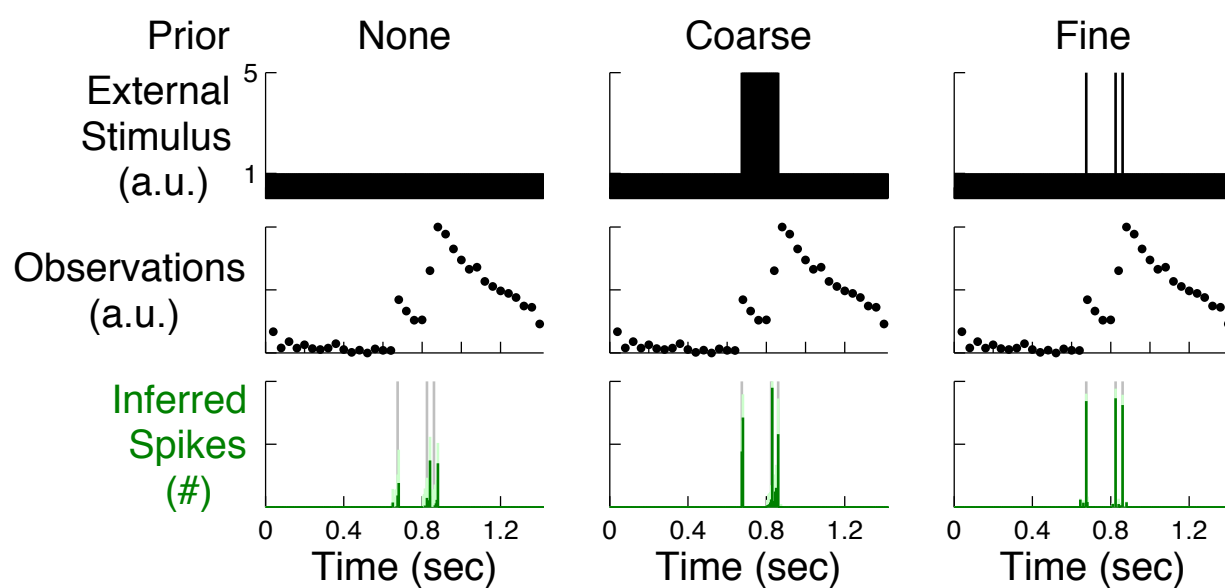 Prior None Coarse Fine
External
Stimulus
(a.u.)
5
1
Observations
(a.u.)
Inferred
Spikes
(#)
0 0.4 0.8 1.2 0 0.4 0.8 1.2 0 0.4 0.8 1.2
Time (sec) Time (sec) Time (sec)